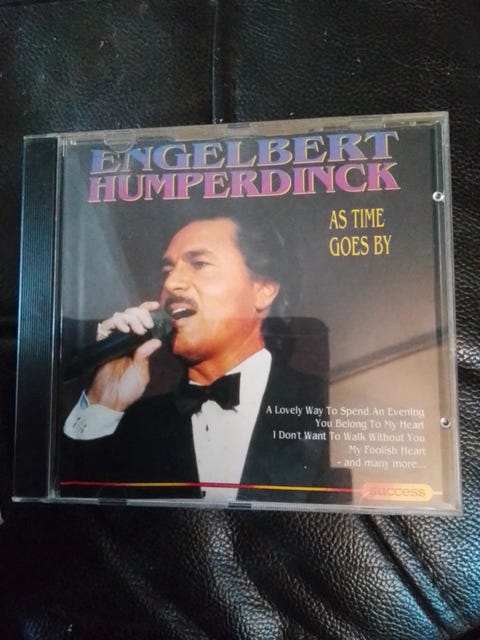 ENGELBERT
HUMPERDINCK
AS TIME
GOES BY
A Lovely Way To Spend An Evening
You Belong To My Heart
I Don't Want To Walk Without You
My Foolish Heart
- and many more...
success